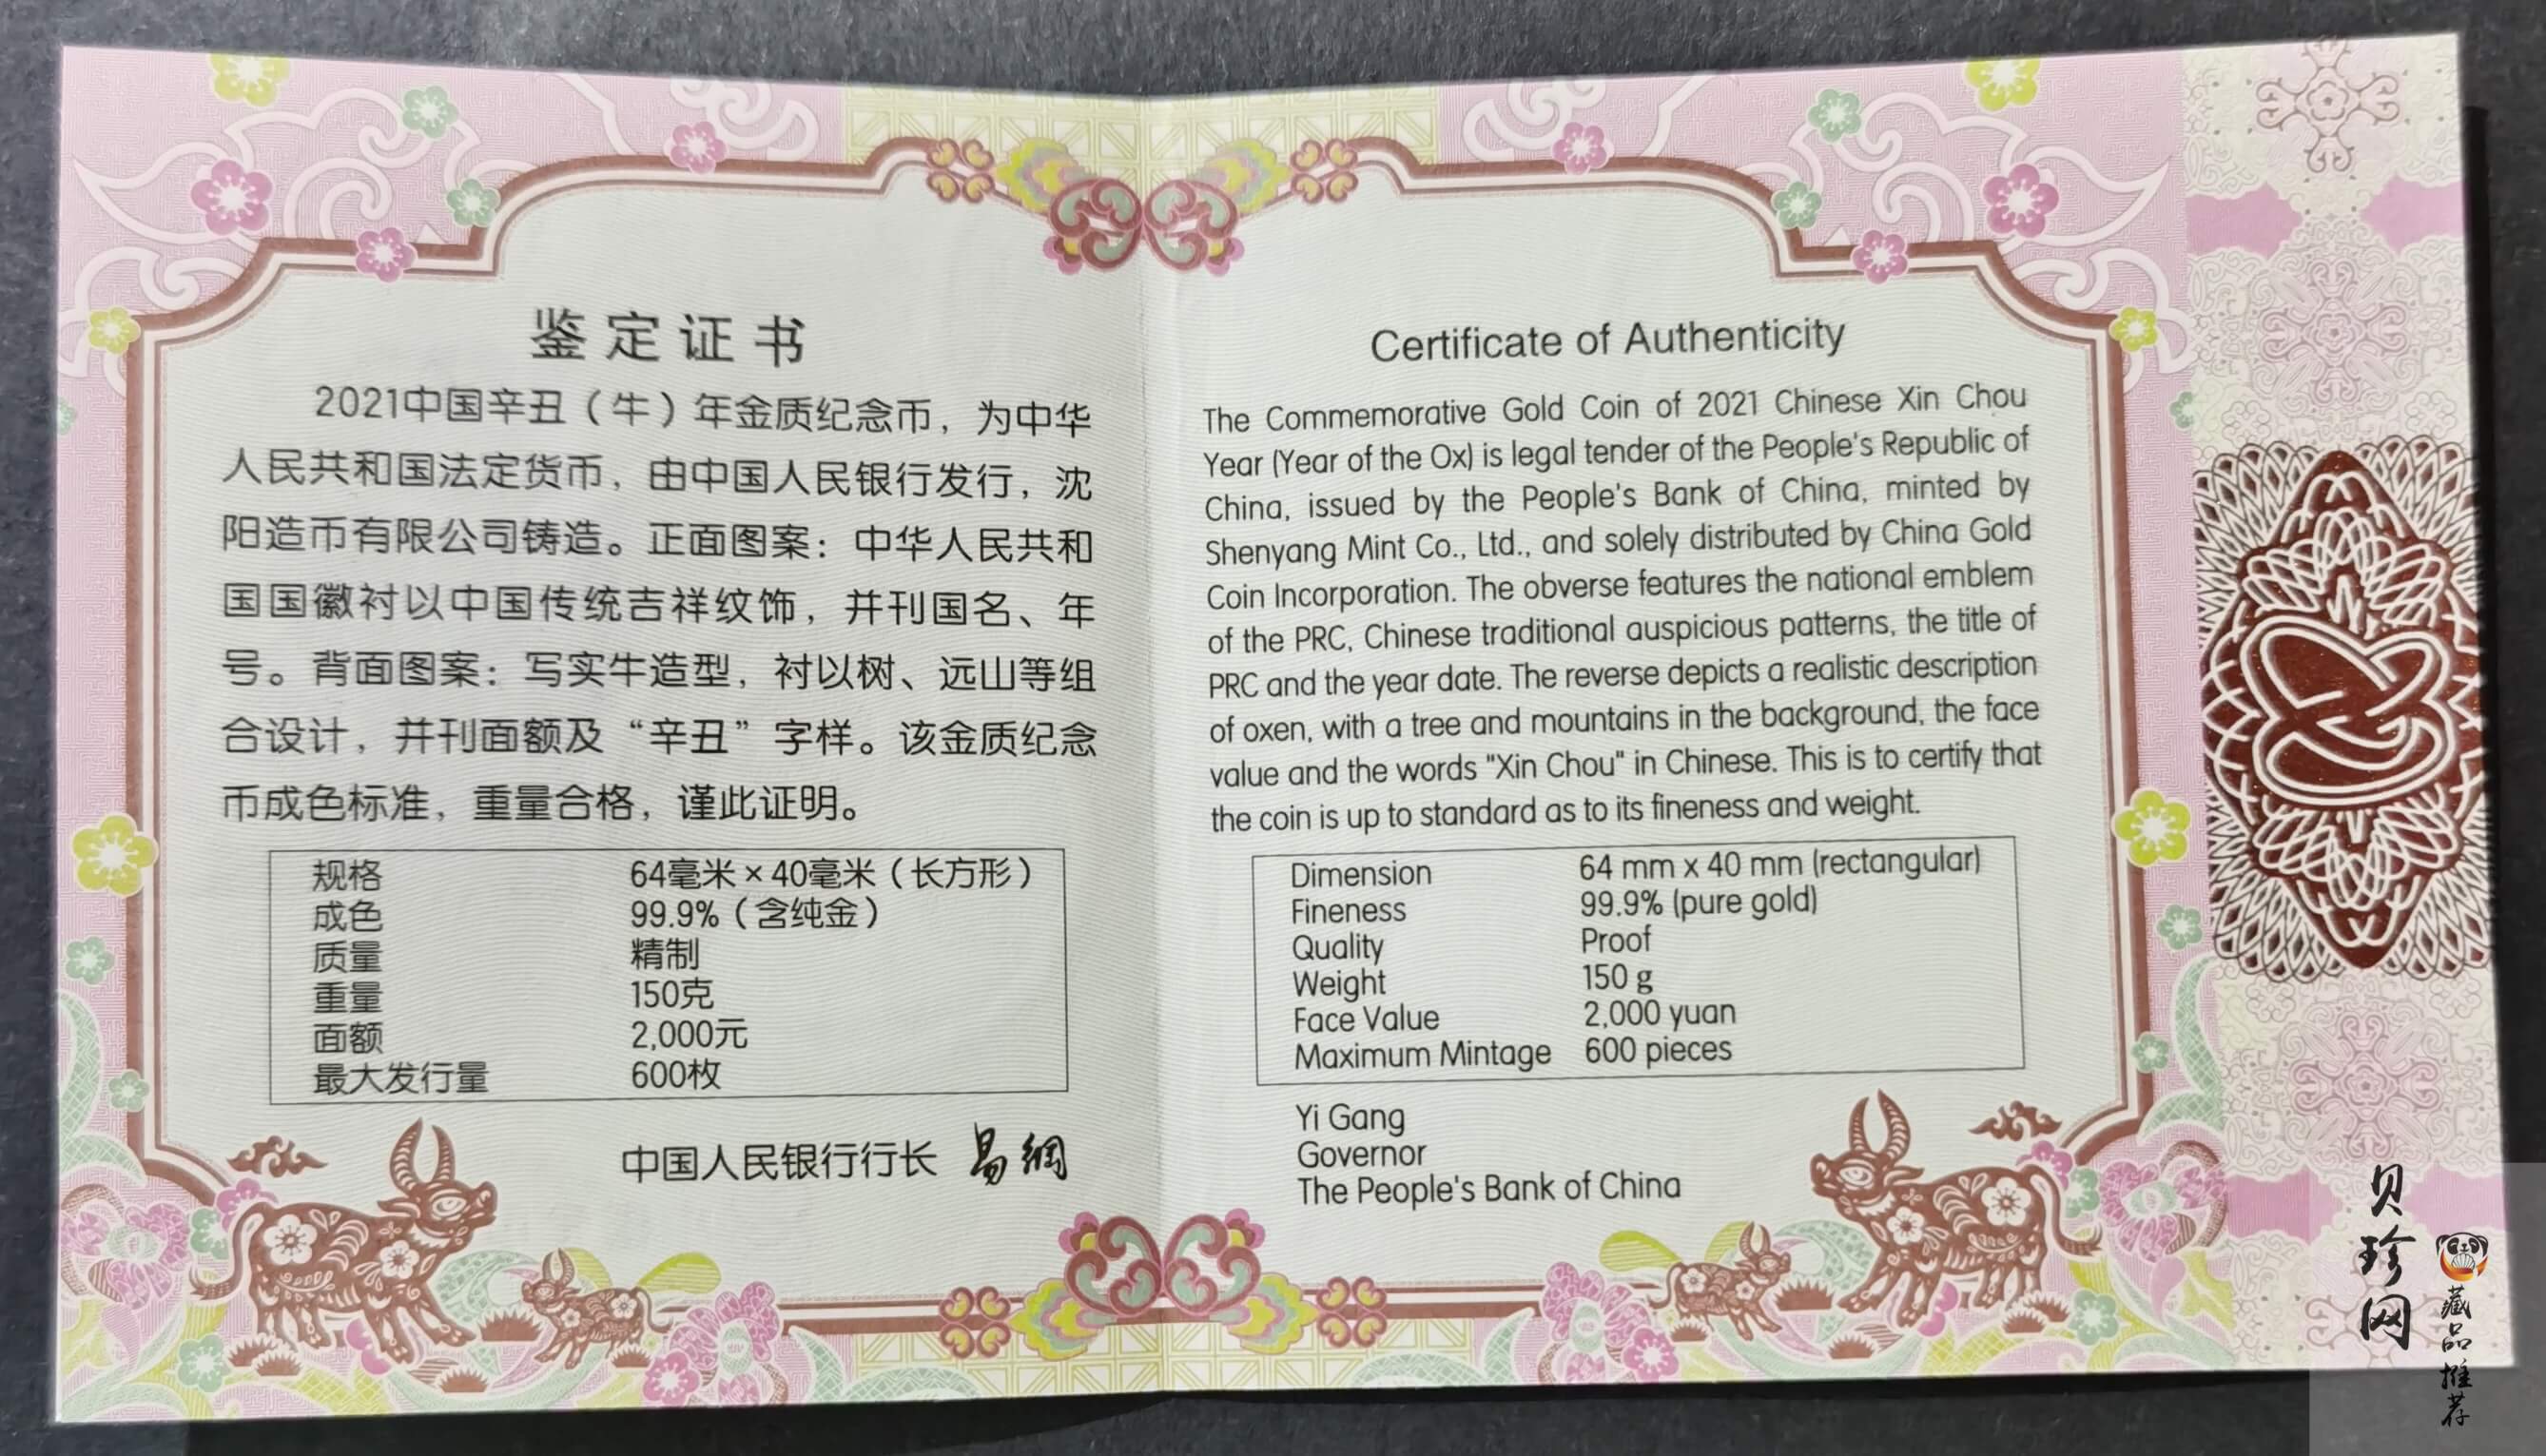 鉴定证书
2021中国辛丑（牛）年金质纪念币，为中华
人民共和国法定货币，由中国人民银行发行，沈
阳造币有限公司铸造。正面图案：中华人民共和
国国徽衬以中国传统吉祥纹饰，并刊国名、年
号。背面图案：写实牛造型，衬以树、远山等组
合设计，并刊面额及“辛丑”字样。该金质纪念
币成色标准，重量合格，谨此证明。
规格 64毫米×40毫米（长方形）
成色 99.9%（含纯金）
质量 精制
重量 150克
面额 2,000元
最大发行量 600枚
中国人民银行行长 易纲
Certificate of Authenticity
The Commemorative Gold Coin of 2021 Chinese Xin Chou
Year (Year of the Ox) is legal tender of the People's Republic of
China, issued by the People's Bank of China, minted by
Shenyang Mint Co., Ltd., and solely distributed by China Gold
Coin Incorporation. The obverse features the national emblem
of the PRC, Chinese traditional auspicious patterns, the title of
PRC and the year date. The reverse depicts a realistic description
of oxen, with a tree and mountains in the background, the face
value and the words "Xin Chou" in Chinese. This is to certify that
the coin is up to standard as to its fineness and weight.
Dimension 64 mm x 40 mm (rectangular)
Fineness 99.9% (pure gold)
Quality Proof
Weight 150 g
Face Value 2,000 yuan
Maximum Mintage 600 pieces
Yi Gang
Governor
The People's Bank of China
贝珍网
藏品推荐